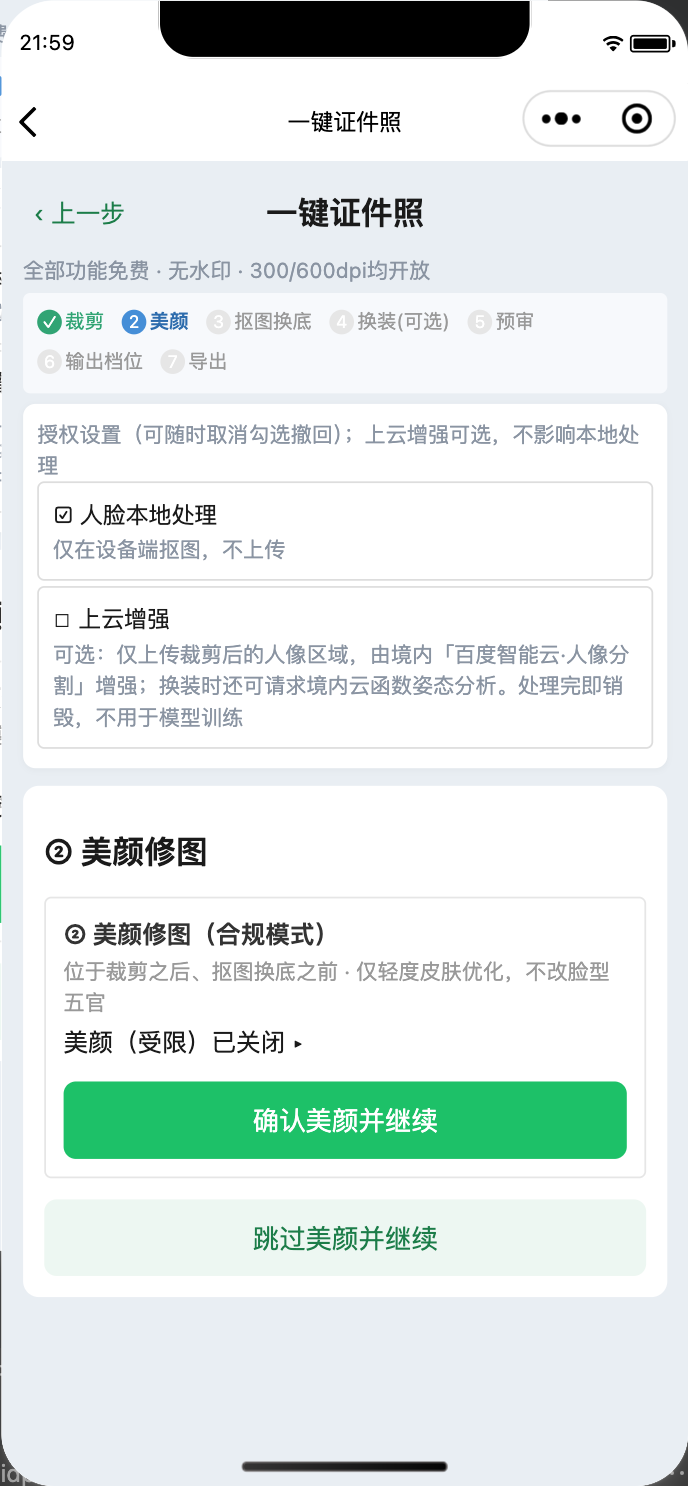 21:59
一键证件照
‹ 上一步
一键证件照
全部功能免费 · 无水印 · 300/600dpi均开放
裁剪 2 美颜 3 抠图换底 4 换装(可选) 5 预审
6 输出档位 7 导出
授权设置（可随时取消勾选撤回）；上云增强可选，不影响本地处
理
☑ 人脸本地处理
仅在设备端抠图，不上传
☐ 上云增强
可选：仅上传裁剪后的人像区域，由境内「百度智能云·人像分
割」增强；换装时还可请求境内云函数姿态分析。处理完即销
毁，不用于模型训练
② 美颜修图
② 美颜修图（合规模式）
位于裁剪之后、抠图换底之前 · 仅轻度皮肤优化，不改脸型
五官
美颜（受限）已关闭 ▸
确认美颜并继续
跳过美颜并继续